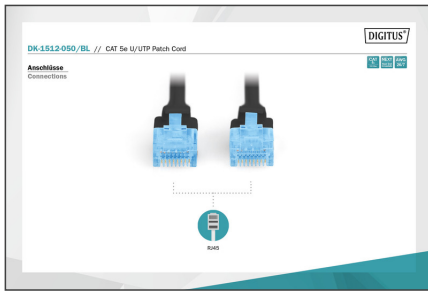 DIGITUS®
DK-1512-050/BL // CAT 5e U/UTP Patch Cord
Anschlüsse
Connections
RJ45